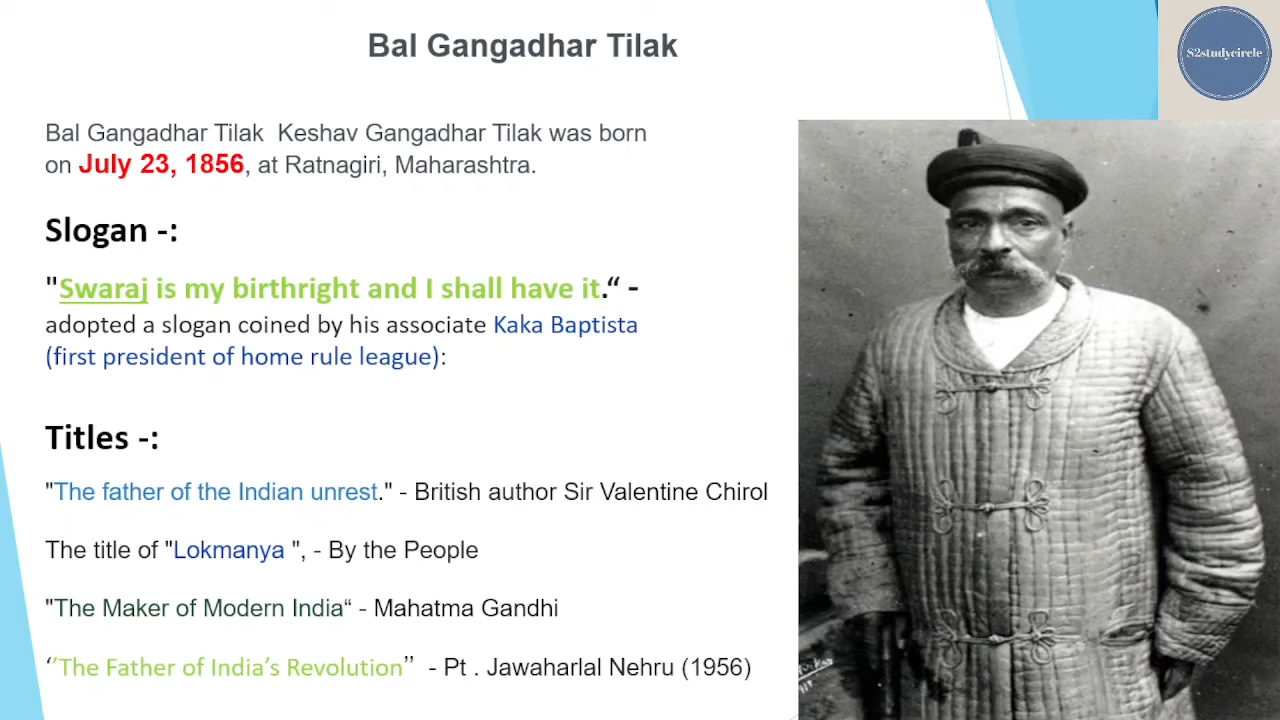 Bal Gangadhar Tilak
S2studycircle
Bal Gangadhar Tilak  Keshav Gangadhar Tilak was born
on July 23, 1856, at Ratnagiri, Maharashtra.
Slogan -:
"Swaraj is my birthright and I shall have it.“ -
adopted a slogan coined by his associate Kaka Baptista
(first president of home rule league):
Titles -:
"The father of the Indian unrest." - British author Sir Valentine Chirol
The title of "Lokmanya ", - By the People
"The Maker of Modern India“ - Mahatma Gandhi
‘’The Father of India’s Revolution’’  - Pt . Jawaharlal Nehru (1956)